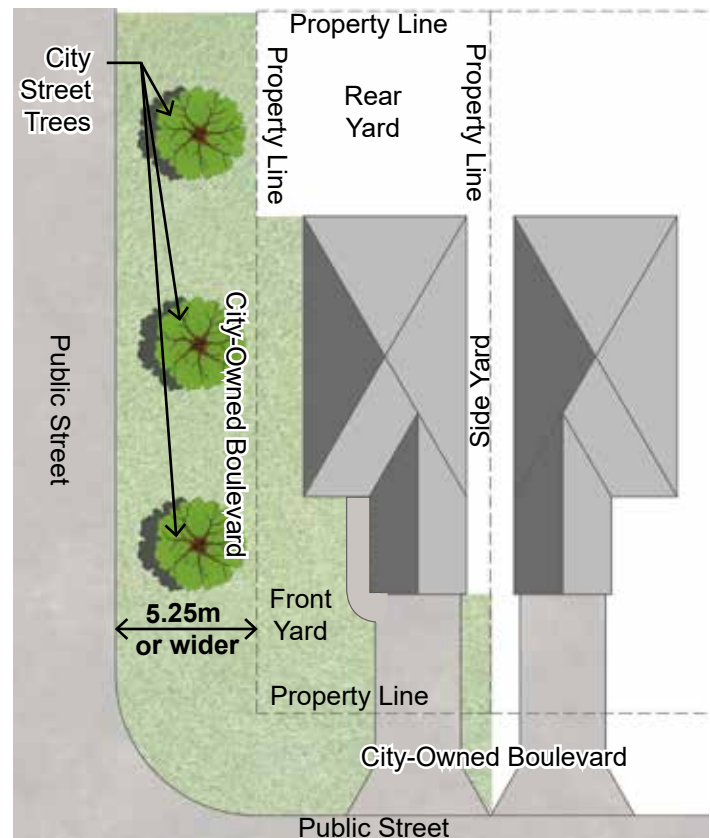 Property Line
City
Street
Trees
Property Line
Rear
Yard
Property Line
Public Street
City-Owned Boulevard
Side Yard
5.25m
or wider
Front
Yard
Property Line
City-Owned Boulevard
Public Street